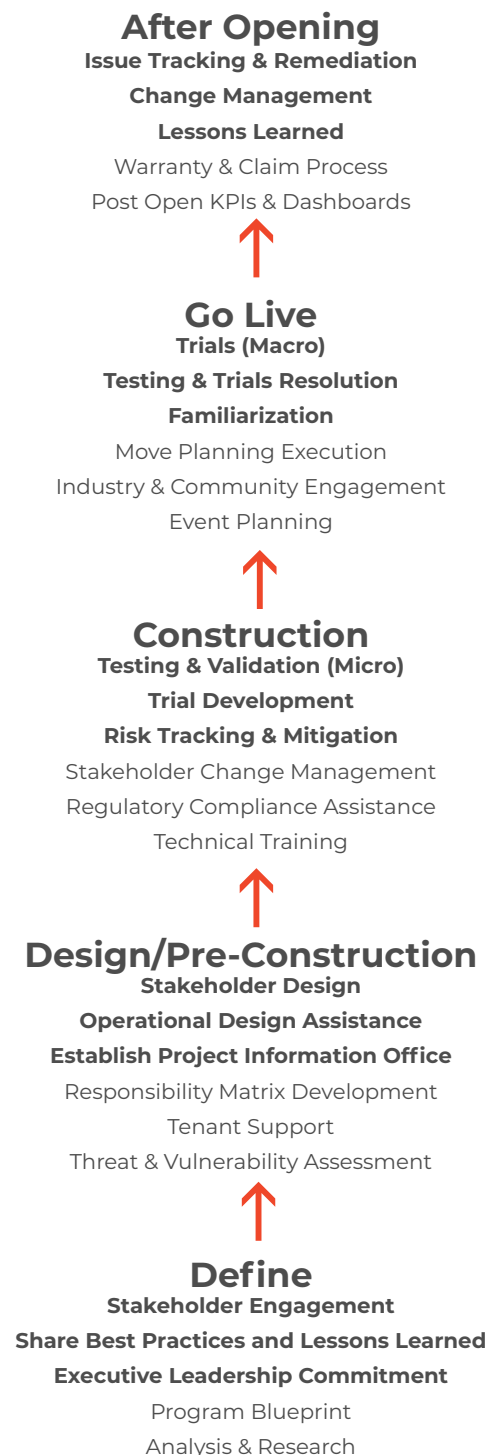 After Opening
Issue Tracking & Remediation
Change Management
Lessons Learned
Warranty & Claim Process
Post Open KPIs & Dashboards
Go Live
Trials (Macro)
Testing & Trials Resolution
Familiarization
Move Planning Execution
Industry & Community Engagement
Event Planning
Construction
Testing & Validation (Micro)
Trial Development
Risk Tracking & Mitigation
Stakeholder Change Management
Regulatory Compliance Assistance
Technical Training
Design/Pre-Construction
Stakeholder Design
Operational Design Assistance
Establish Project Information Office
Responsibility Matrix Development
Tenant Support
Threat & Vulnerability Assessment
Define
Stakeholder Engagement
Share Best Practices and Lessons Learned
Executive Leadership Commitment
Program Blueprint
Analysis & Research